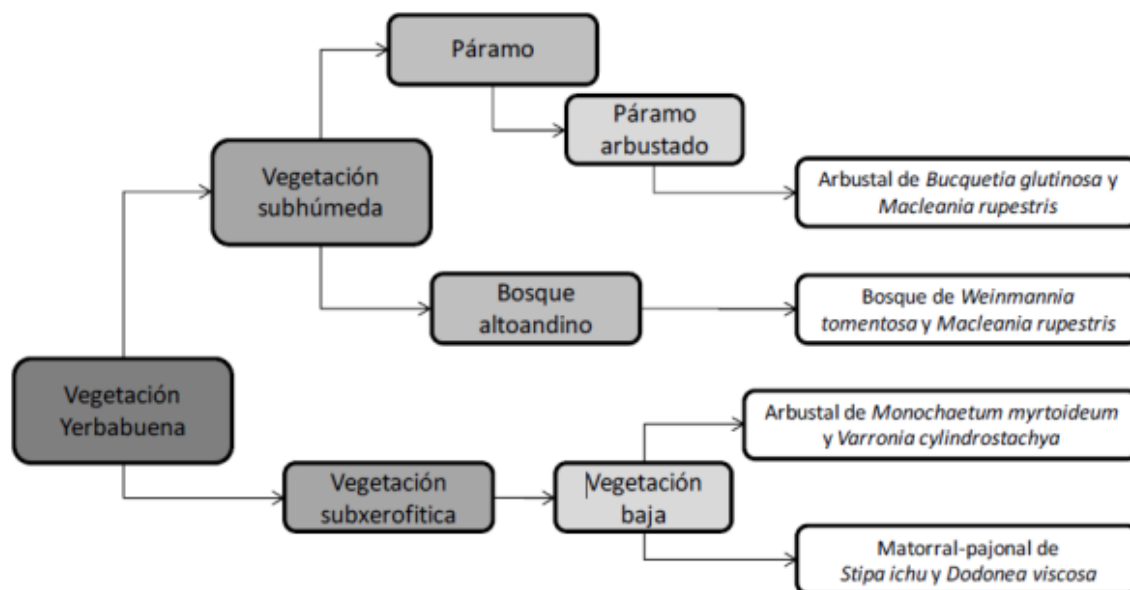 Páramo
Páramo
arbustado
Vegetación
subhúmeda
Arbustal de Bucquetia glutinosa y
Macleania rupestris
Bosque
altoandino
Bosque de Weinmannia
tomentosa y Macleania rupestris
Vegetación
Yerbabuena
Arbustal de Monochaetum myrtoideum
y Varronia cylindrostachya
Vegetación
subxerofitica
Vegetación
baja
Matorral-pajonal de
Stipa ichu y Dodonea viscosa